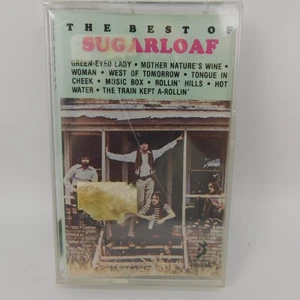 THE BEST OF
SUGARLOAF
GREEN-EYED LADY • MOTHER NATURE'S WINE •
WOMAN • WEST OF TOMORROW • TONGUE IN
CHEEK • MUSIC BOX • ROLLIN' HILLS • HOT
WATER • THE TRAIN KEPT A-ROLLIN'